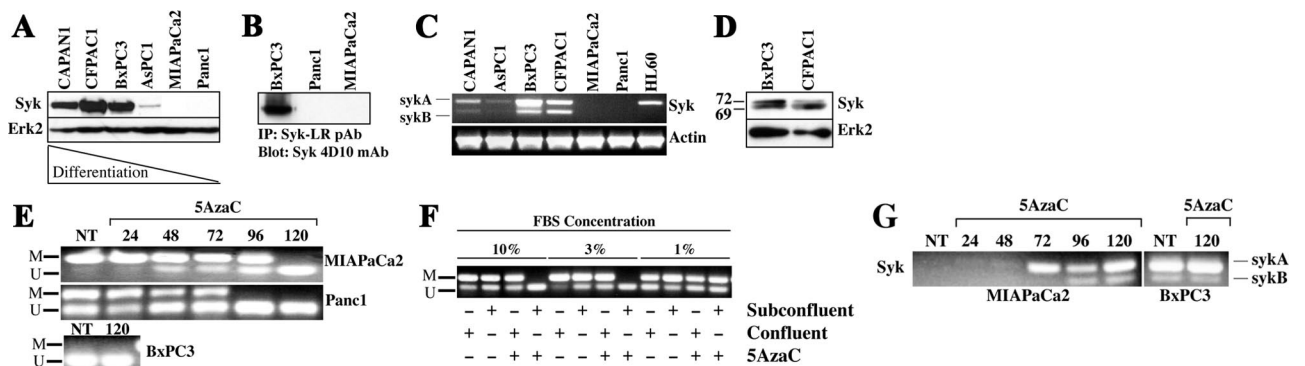 A
CAPAN1
CFPAC1
BxPC3
AsPC1
MIAPaCa2
Panc1
Syk
Erk2
Differentiation
B
BxPC3
Panc1
MIAPaCa2
IP: Syk-LR pAb
Blot: Syk 4D10 mAb
C
CAPAN1
AsPC1
BxPC3
CFPAC1
MIAPaCa2
Panc1
HL60
sykA
sykB
Syk
Actin
D
BxPC3
CFPAC1
72
69
Syk
Erk2
E
5AzaC
NT 24 48 72 96 120
M
U
MIAPaCa2
M
U
Panc1
NT 120
M
U
BxPC3
F
FBS Concentration
10% 3% 1%
M
U
– + – + – + – + – + – + Subconfluent
+ – + – + – + – + – + – Confluent
– – + + – – + + – – + + 5AzaC
G
5AzaC 5AzaC
NT 24 48 72 96 120 NT 120
Syk
sykA
sykB
MIAPaCa2 BxPC3